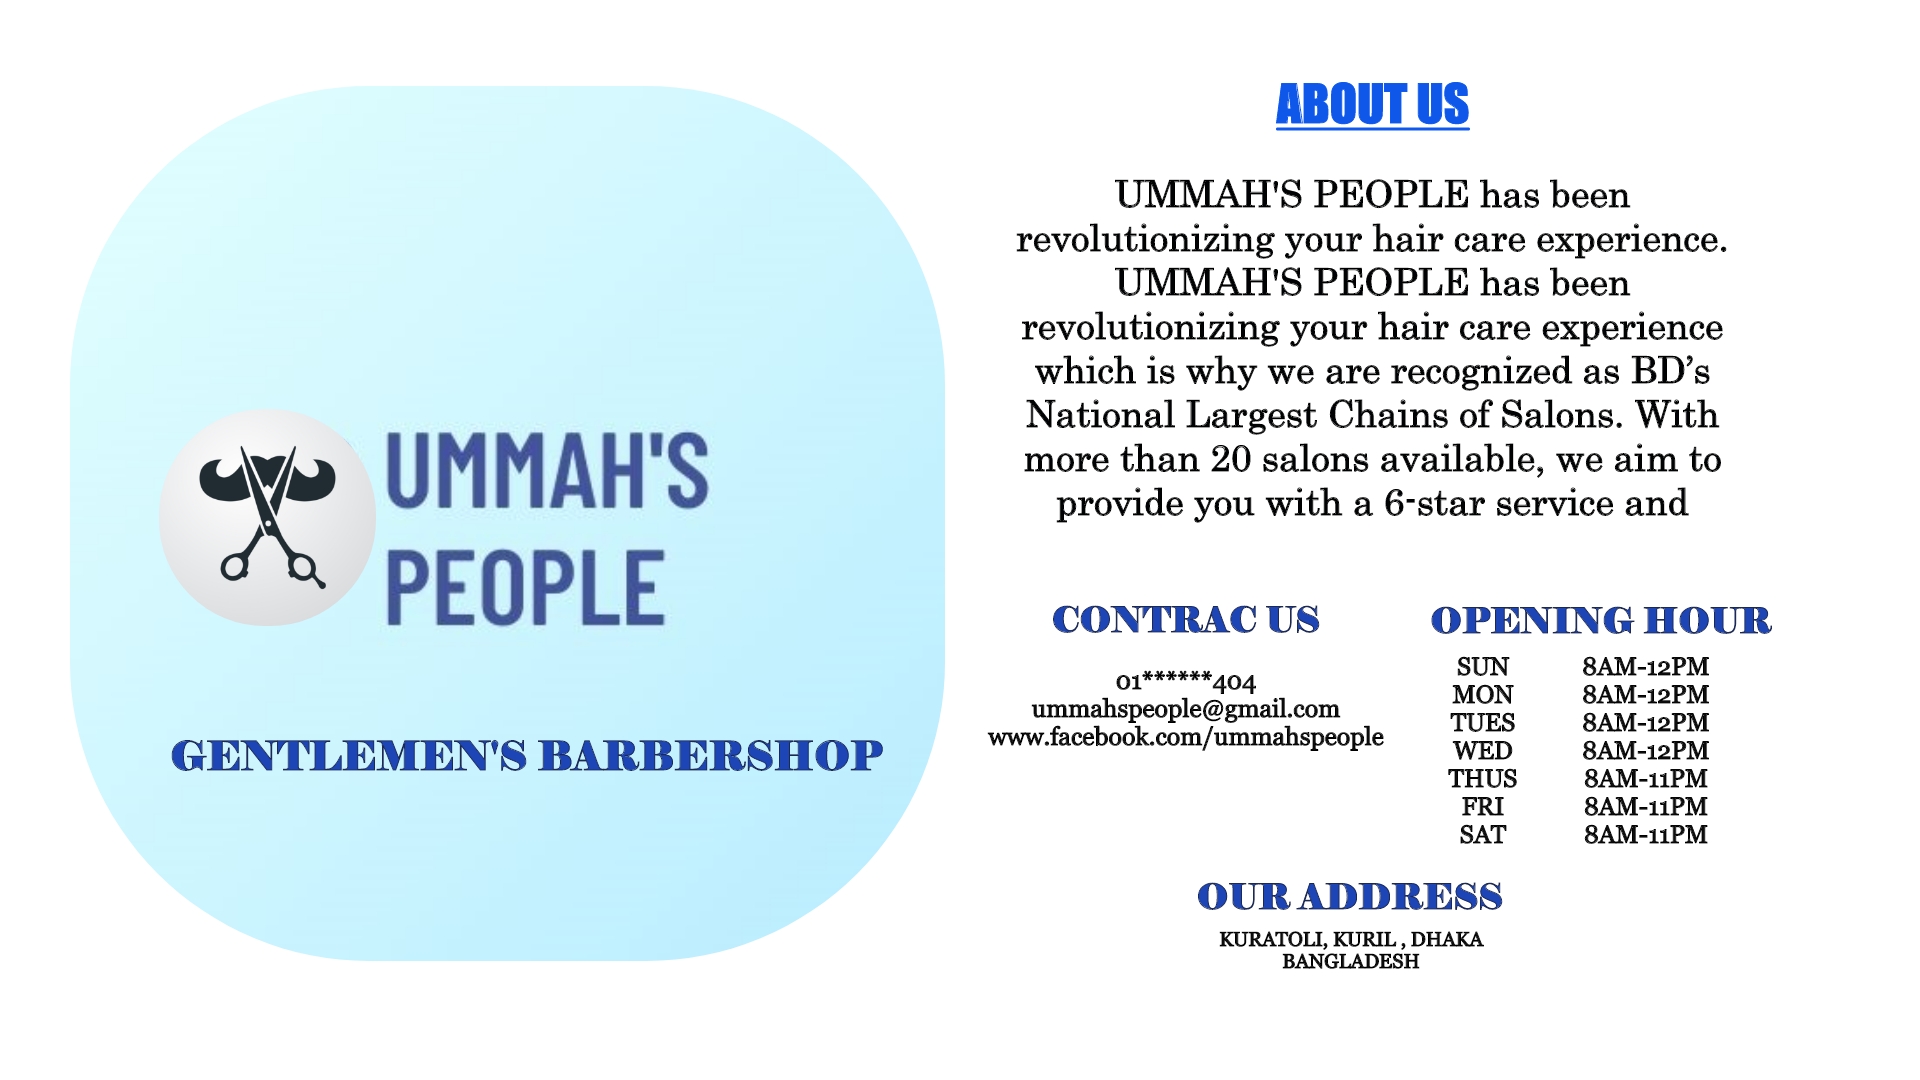 UMMAH'S
PEOPLE
GENTLEMEN'S BARBERSHOP
ABOUT US
UMMAH'S PEOPLE has been
revolutionizing your hair care experience.
UMMAH'S PEOPLE has been
revolutionizing your hair care experience
which is why we are recognized as BD’s
National Largest Chains of Salons. With
more than 20 salons available, we aim to
provide you with a 6-star service and
CONTRAC US
01******404
ummahspeople@gmail.com
www.facebook.com/ummahspeople
OPENING HOUR
SUN 8AM-12PM
MON 8AM-12PM
TUES 8AM-12PM
WED 8AM-12PM
THUS 8AM-11PM
FRI 8AM-11PM
SAT 8AM-11PM
OUR ADDRESS
KURATOLI, KURIL , DHAKA
BANGLADESH